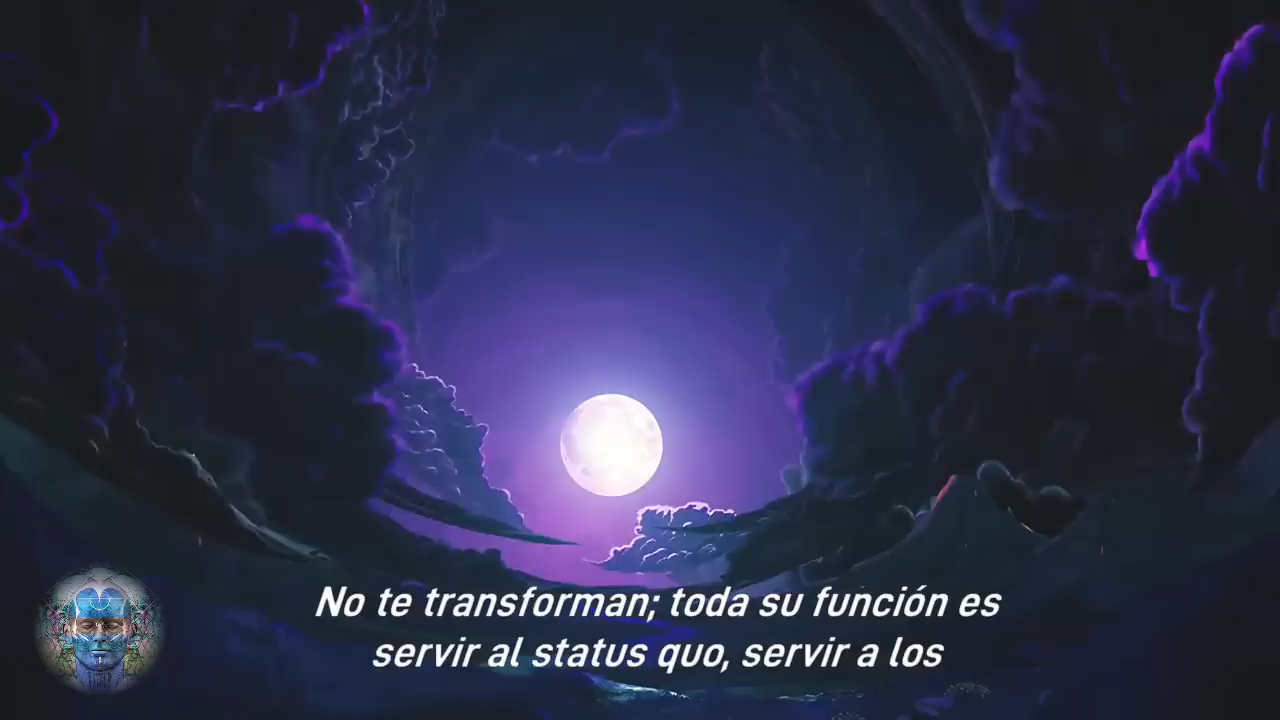 No te transforman; toda su función es
servir al status quo, servir a los